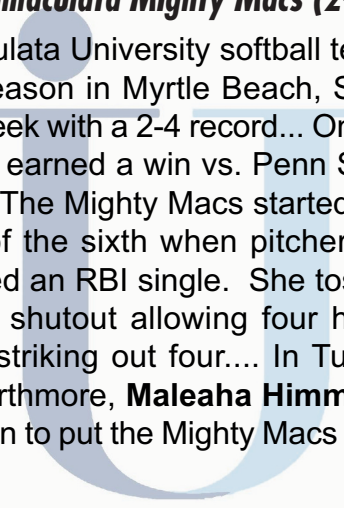 maculata Mighty Macs (2-
ulata University softball te
eason in Myrtle Beach, S
eek with a 2-4 record... Or
earned a win vs. Penn S
The Mighty Macs started
of the sixth when pitcher
ed an RBI single. She tos
shutout allowing four h
striking out four.... In Tu
rthmore, Maleaha Himm
n to put the Mighty Macs